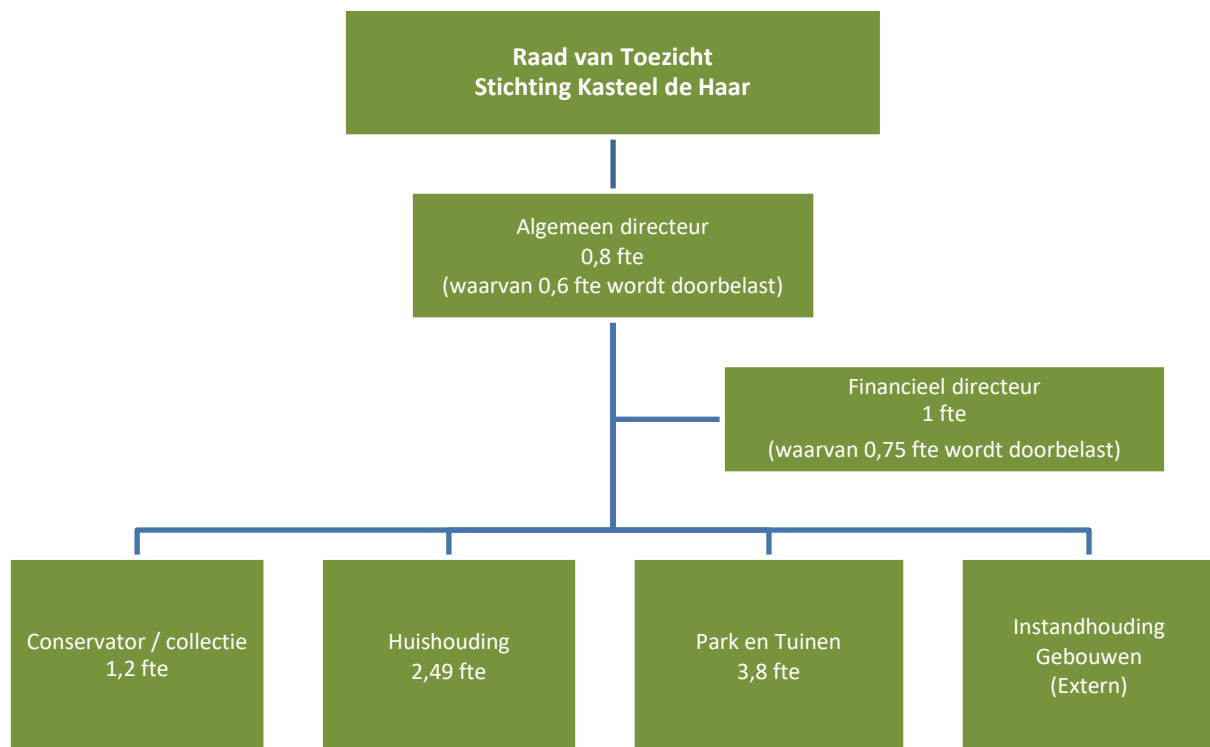 Raad van Toezicht
Stichting Kasteel de Haar
Algemeen directeur
0,8 fte
(waarvan 0,6 fte wordt doorbelast)
Financieel directeur
1 fte
(waarvan 0,75 fte wordt doorbelast)
Conservator / collectie
1,2 fte
Huishouding
2,49 fte
Park en Tuinen
3,8 fte
Instandhouding
Gebouwen
(Extern)